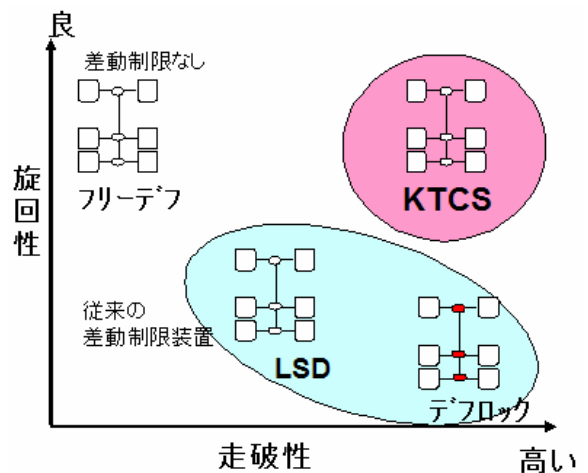 良
差動制限なし
フリーデフ
KTCS
旋回性
従来の
差動制限装置
LSD
デフロック
走破性
高い